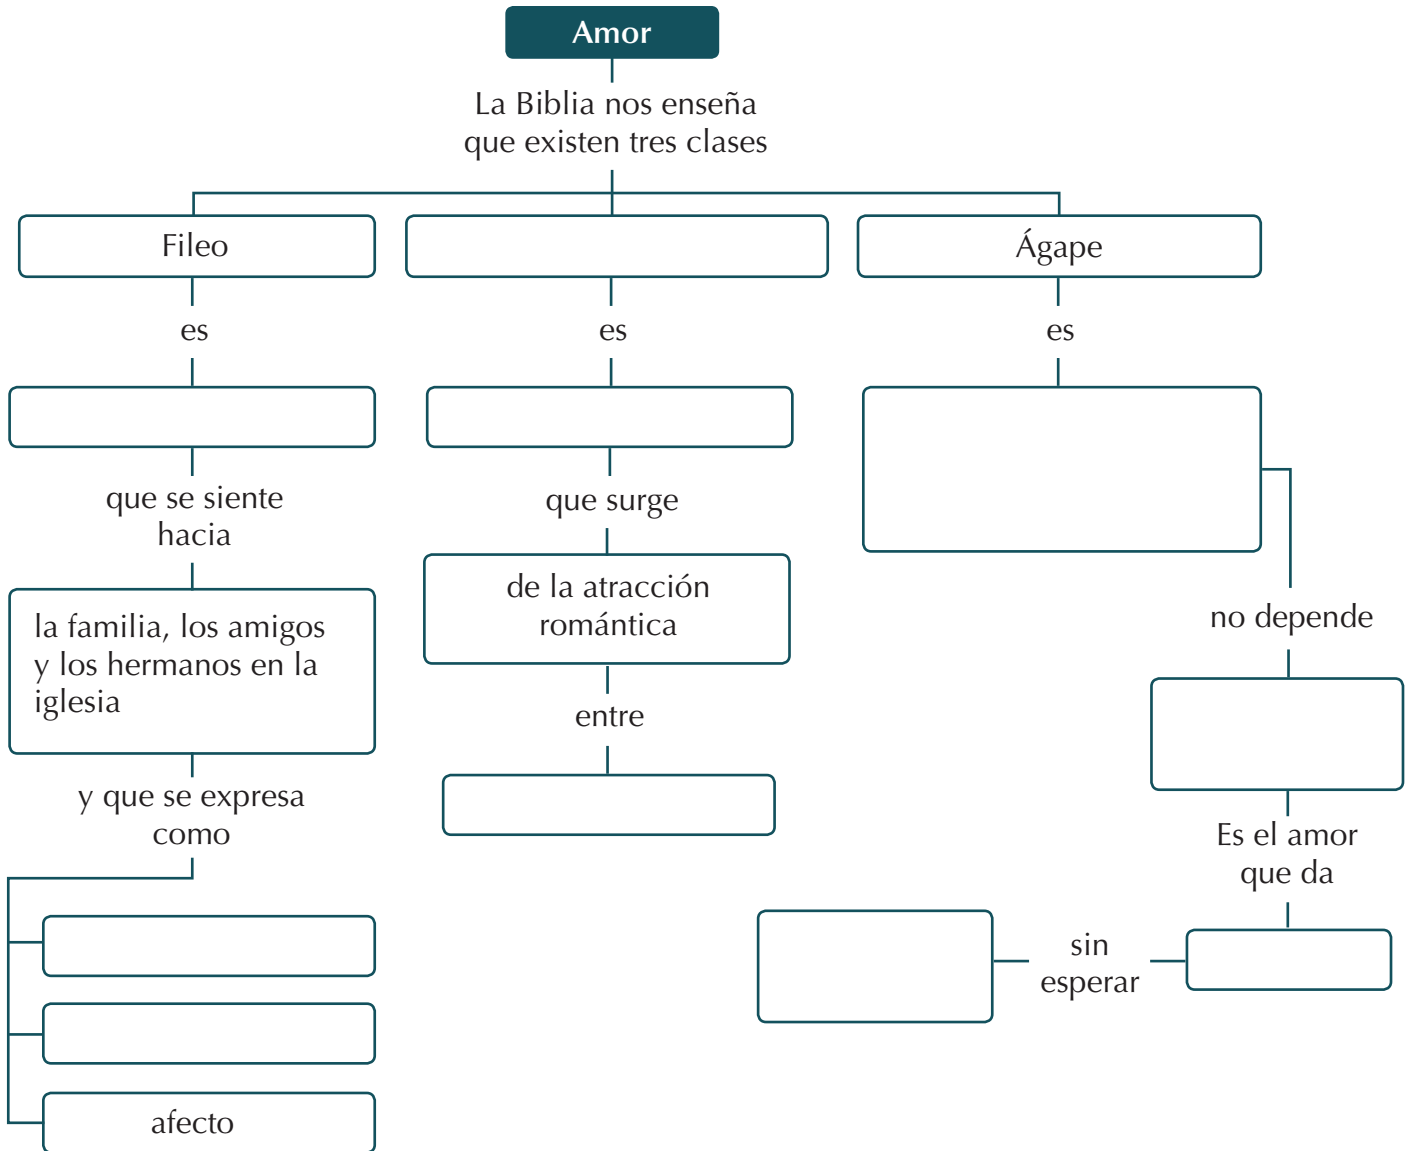 Amor
La Biblia nos enseña
que existen tres clases
Fileo
Ágape
es
es
es
que se siente
hacia
que surge
la familia, los amigos
y los hermanos en la
iglesia
de la atracción
romántica
no depende
entre
y que se expresa
como
Es el amor
que da
sin
esperar
afecto